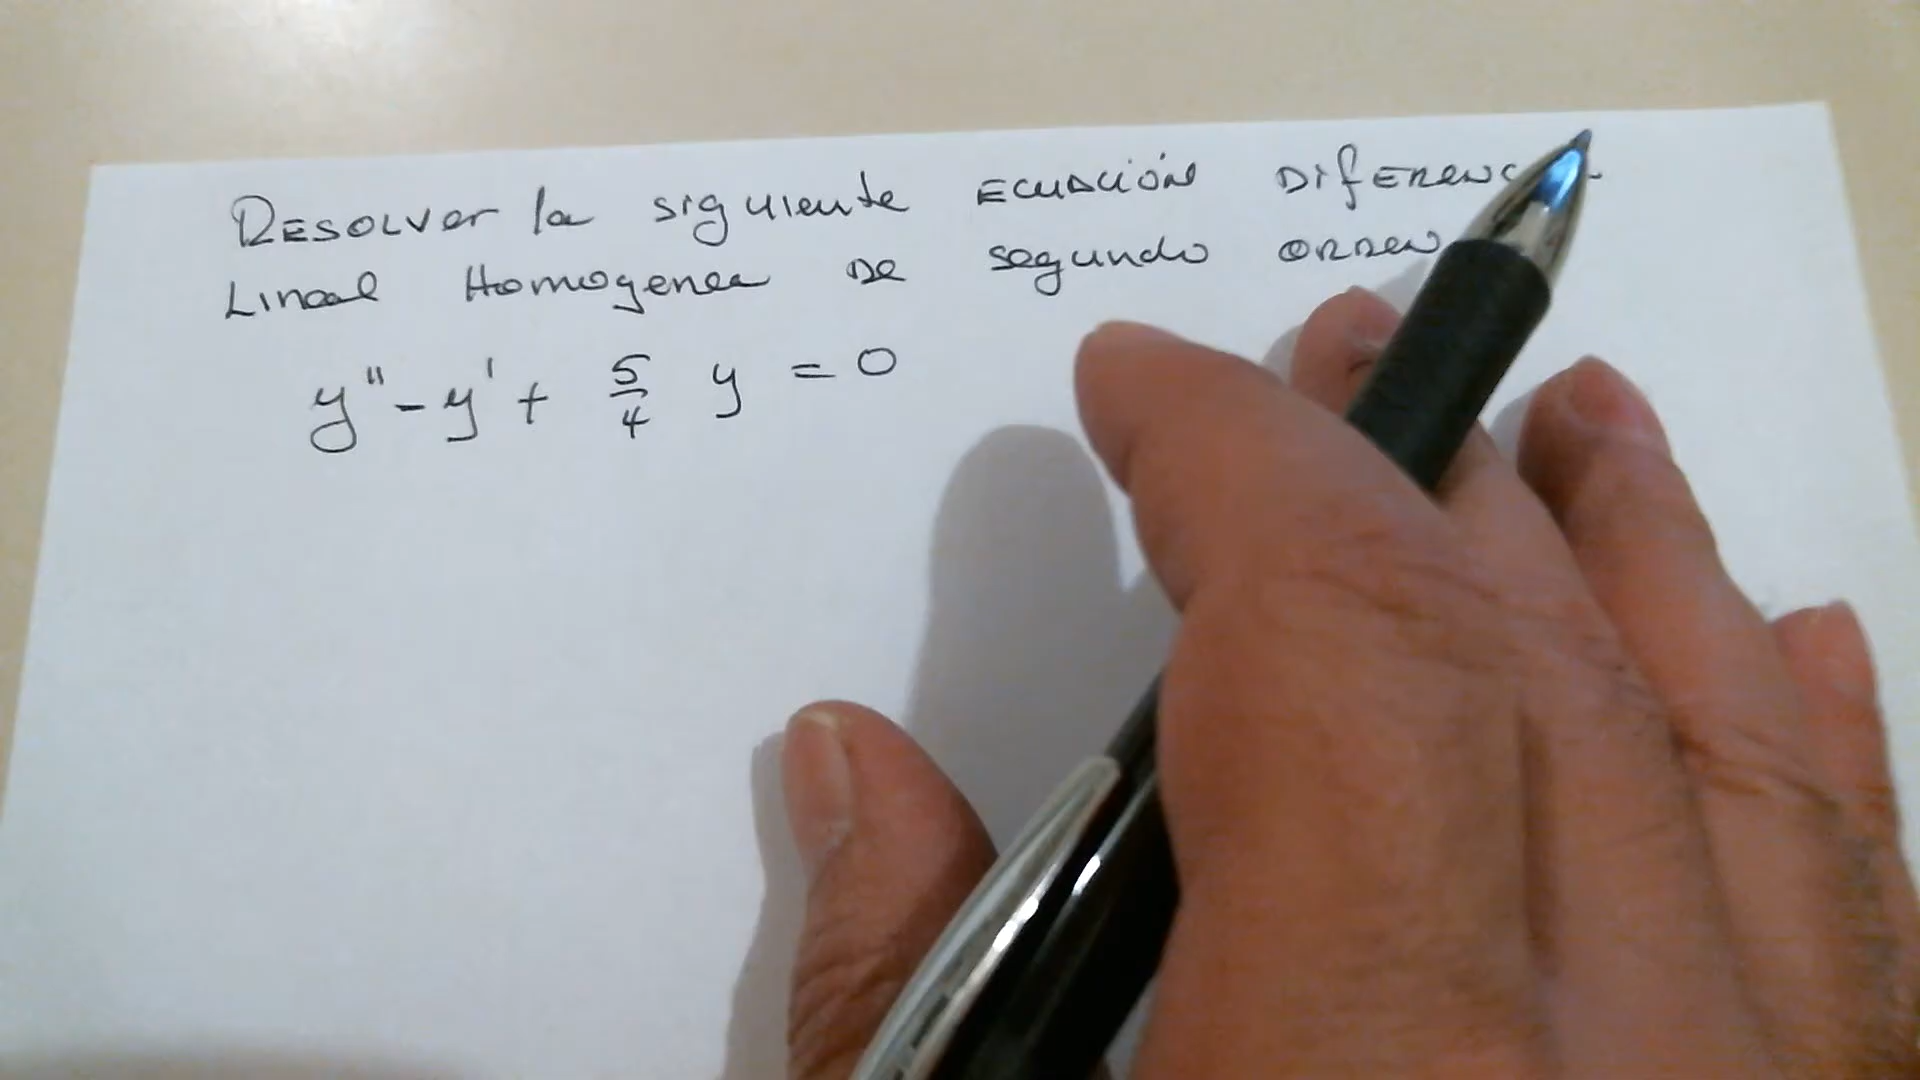 Resolver la siguiente ecuación
Lineal Homogenea de segundo orden
y'' - y' + 5/4 y = 0